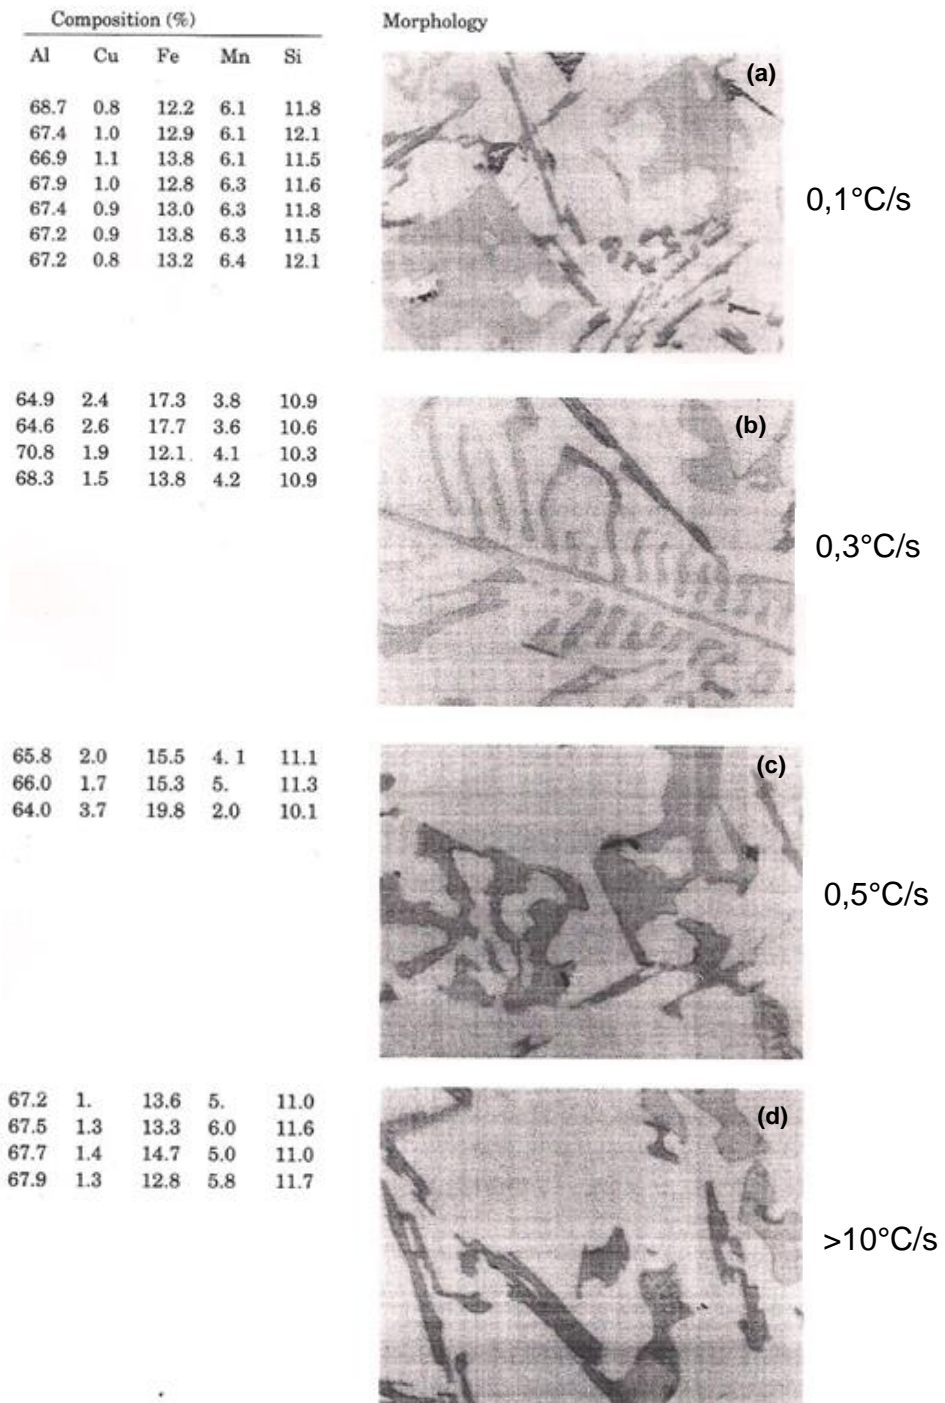 Composition (%) Morphology
Al Cu Fe Mn Si
(a)
68.7 0.8 12.2 6.1 11.8
67.4 1.0 12.9 6.1 12.1
66.9 1.1 13.8 6.1 11.5
67.9 1.0 12.8 6.3 11.6
0,1°C/s
67.4 0.9 13.0 6.3 11.8
67.2 0.9 13.8 6.3 11.5
67.2 0.8 13.2 6.4 12.1
64.9 2.4 17.3 3.8 10.9
64.6 2.6 17.7 3.6 10.6
(b)
70.8 1.9 12.1 4.1 10.3
68.3 1.5 13.8 4.2 10.9
0,3°C/s
65.8 2.0 15.5 4. 1 11.1
(c)
66.0 1.7 15.3 5. 11.3
64.0 3.7 19.8 2.0 10.1
0,5°C/s
67.2 1. 13.6 5. 11.0
(d)
67.5 1.3 13.3 6.0 11.6
67.7 1.4 14.7 5.0 11.0
67.9 1.3 12.8 5.8 11.7
>10°C/s